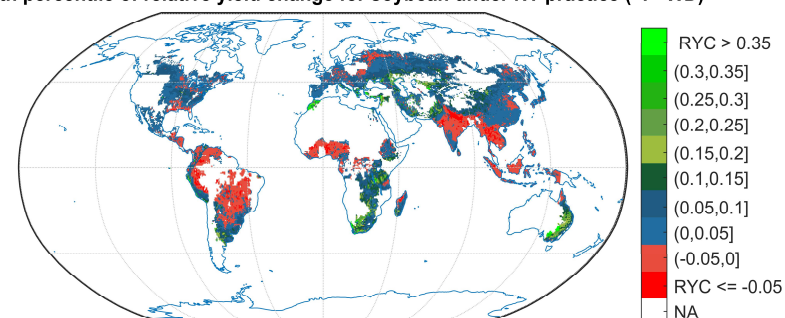 percentile of relative yield change for soybean under
RYC > 0.35
(0.3,0.35]
(0.25,0.3]
(0.2,0.25]
(0.15,0.2]
(0.1,0.15]
(0.05,0.1]
(0,0.05]
(-0.05,0]
RYC <= -0.05
NA